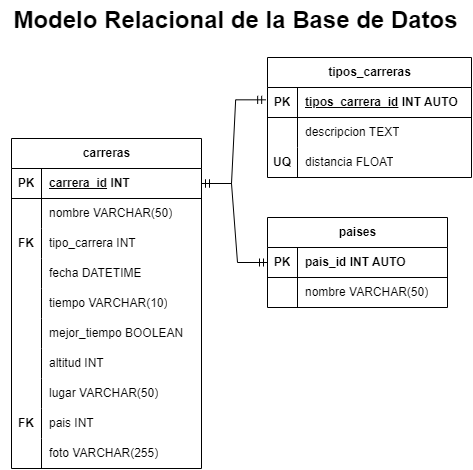 Modelo Relacional de la Base de Datos
tipos_carreras
PK tipos_carrera_id INT AUTO
descripcion TEXT
UQ distancia FLOAT
carreras
PK carrera_id INT
nombre VARCHAR(50)
FK tipo_carrera INT
fecha DATETIME
tiempo VARCHAR(10)
mejor_tiempo BOOLEAN
altitud INT
lugar VARCHAR(50)
FK pais INT
foto VARCHAR(255)
paises
PK pais_id INT AUTO
nombre VARCHAR(50)